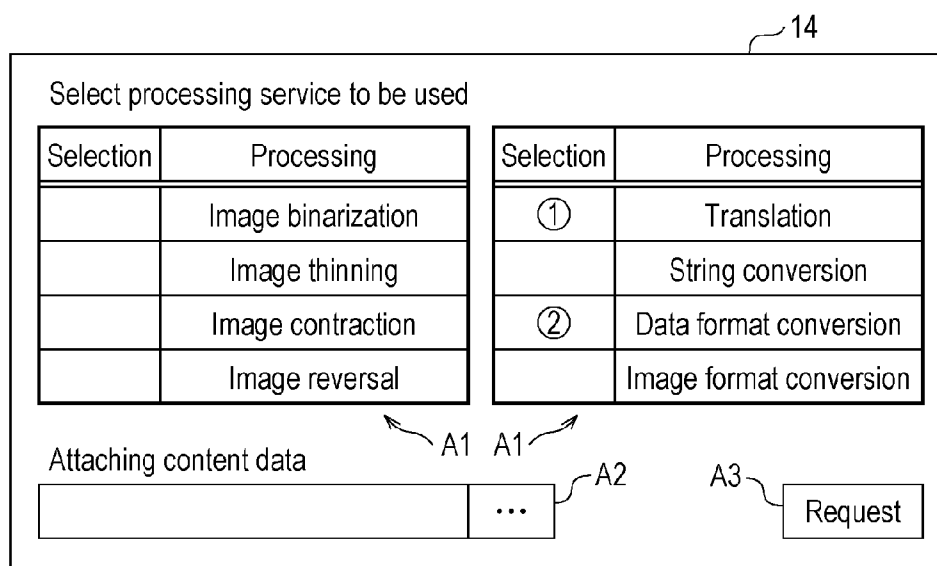 14
Select processing service to be used
Selection Processing
Image binarization
Image thinning
Image contraction
Image reversal
Selection Processing
① Translation
String conversion
② Data format conversion
Image format conversion
A1 A1
Attaching content data
... A2
A3 Request